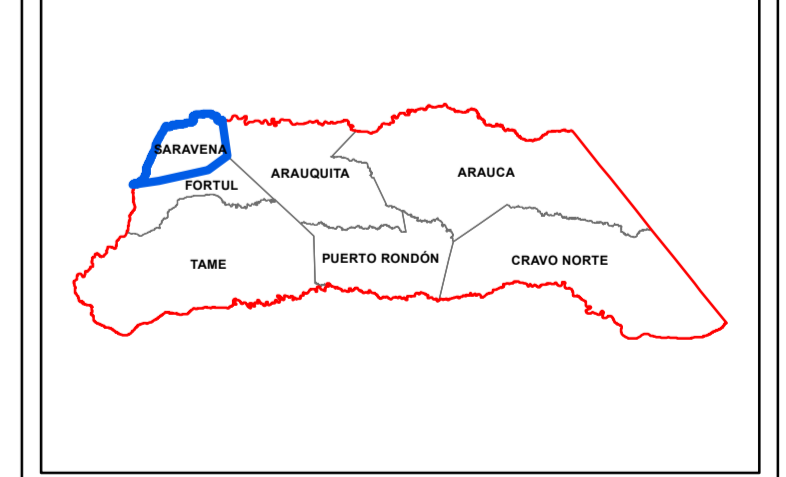 SARAVENA
ARAUQUITA
ARAUCA
FORTUL
TAME
PUERTO RONDÓN
CRAVO NORTE